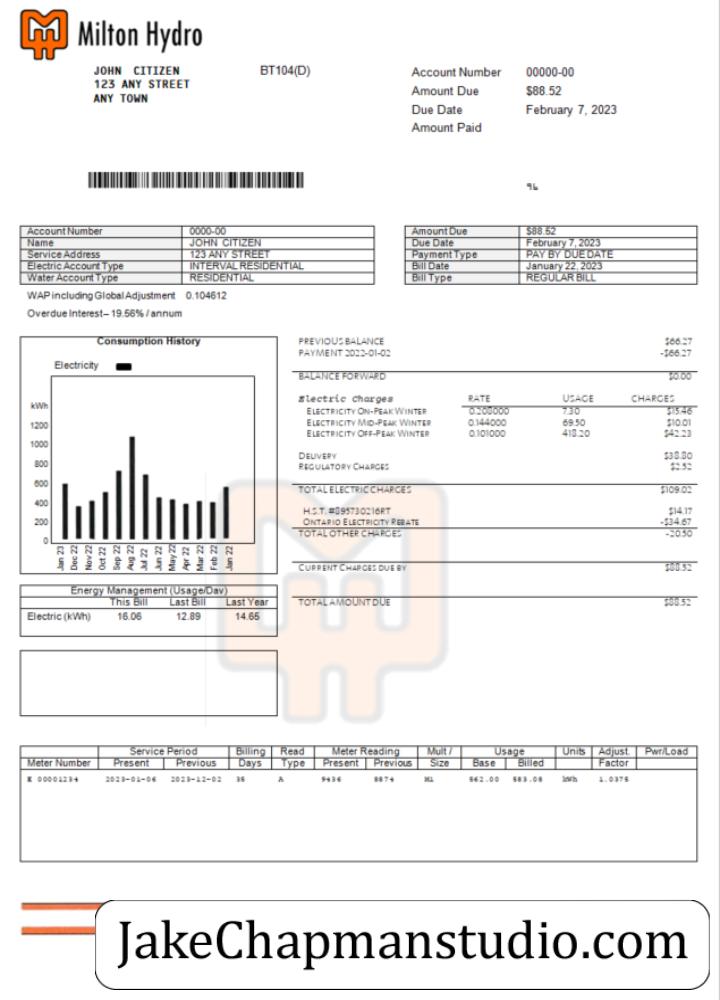 Milton Hydro
JOHN CITIZEN BT104(D)
123 ANY STREET
ANY TOWN
Account Number 00000-00
Amount Due $88.52
Due Date February 7, 2023
Amount Paid
96
Account Number 0000-00
Name JOHN CITIZEN
Service Address 123 ANY STREET
Electric Account Type INTERVAL RESIDENTIAL
Water Account Type RESIDENTIAL
Amount Due $88.52
Due Date February 7, 2023
Payment Type PAY BY DUE DATE
Bill Date January 22, 2023
Bill Type REGULAR BILL
WAP including Global Adjustment 0.104612
Overdue Interest– 19.56% / annum
Consumption History
Electricity
kWh
1200
1000
800
600
400
200
0
Jan 23 Dec 22 Nov 22 Oct 22 Sep 22 Aug 22 Jul 22 Jun 22 May 22 Apr 22 Mar 22 Feb 22 Jan 22
PREVIOUS BALANCE $66.27
PAYMENT 2022-01-02 -$66.27
BALANCE FORWARD $0.00
Electric Charges RATE USAGE CHARGES
ELECTRICITY ON-PEAK WINTER 0.208000 7.30 $15.46
ELECTRICITY MID-PEAK WINTER 0.144000 69.50 $10.01
ELECTRICITY OFF-PEAK WINTER 0.101000 418.20 $42.23
DELIVERY $38.80
REGULATORY CHARGES $2.52
TOTAL ELECTRIC CHARGES $109.02
H.S.T. #895730216RT $14.17
ONTARIO ELECTRICITY REBATE -$34.67
TOTAL OTHER CHARGES -20.50
CURRENT CHARGES DUE BY $88.52
TOTAL AMOUNT DUE $88.52
Energy Management (Usage/Day)
This Bill Last Bill Last Year
Electric (kWh) 16.06 12.89 14.65
Service Period Billing Read Meter Reading Mult / Usage Units Adjust. Pwr/Load
Meter Number Present Previous Days Type Present Previous Size Base Billed Factor
E 00001234 2023-01-06 2023-12-02 35 A 9436 8874 M1 562.00 583.08 kWh 1.0375
JakeChapmanstudio.com